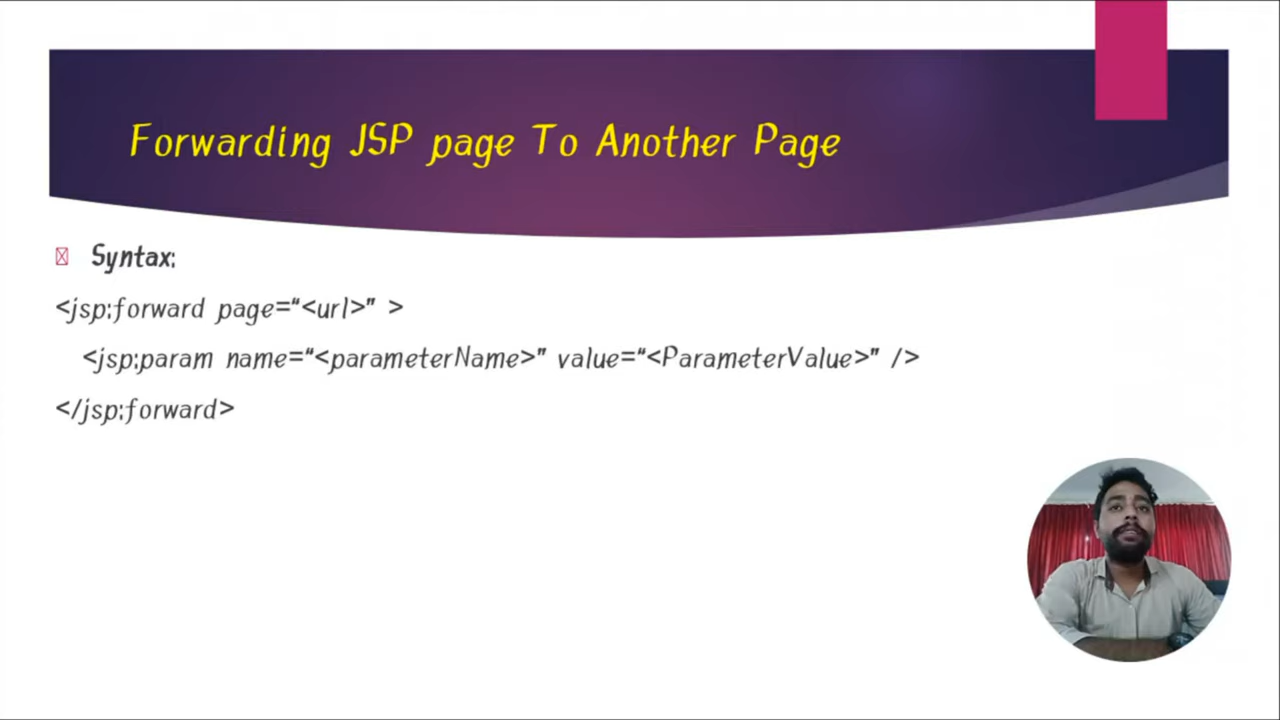 Forwarding JSP page To Another Page
Syntax:
<jsp:forward page=“<url>” >
<jsp:param name=“<parameterName>” value=“<ParameterValue>” />
</jsp:forward>